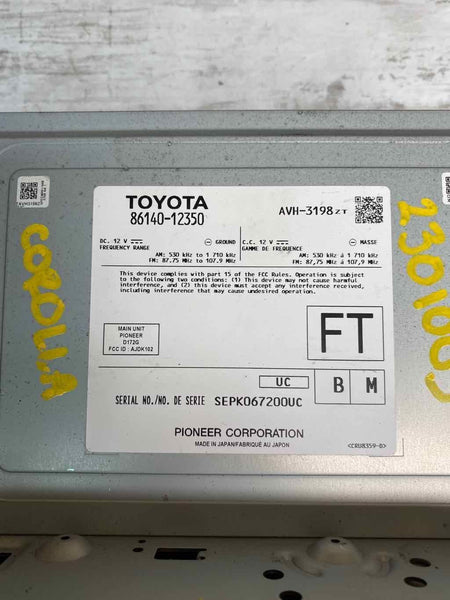 TOYOTA
86140-12350
AVH-3198ZT
DC. 12 V ⎓ ⊖ GROUND
FREQUENCY RANGE
AM: 530 kHz to 1 710 kHz
FM: 87.75 MHz to 107.9 MHz
C.C. 12 V ⎓ ⊖ MASSE
GAMME DE FREQUENCE
AM: 530 kHz à 1 710 kHz
FM: 87,75 MHz à 107,9 MHz
This device complies with part 15 of the FCC Rules. Operation is subject
to the following two conditions: (1) This device may not cause harmful
interference, and (2) this device must accept any interference received,
including interference that may cause undesired operation.
MAIN UNIT
PIONEER
D172G
FCC ID : AJDK102
FT
UC
B M
SERIAL NO./NO. DE SERIE SEPK067200UC
PIONEER CORPORATION
MADE IN JAPAN/FABRIQUÉ AU JAPON
<CRW8359-B>
COROLLA
2301003